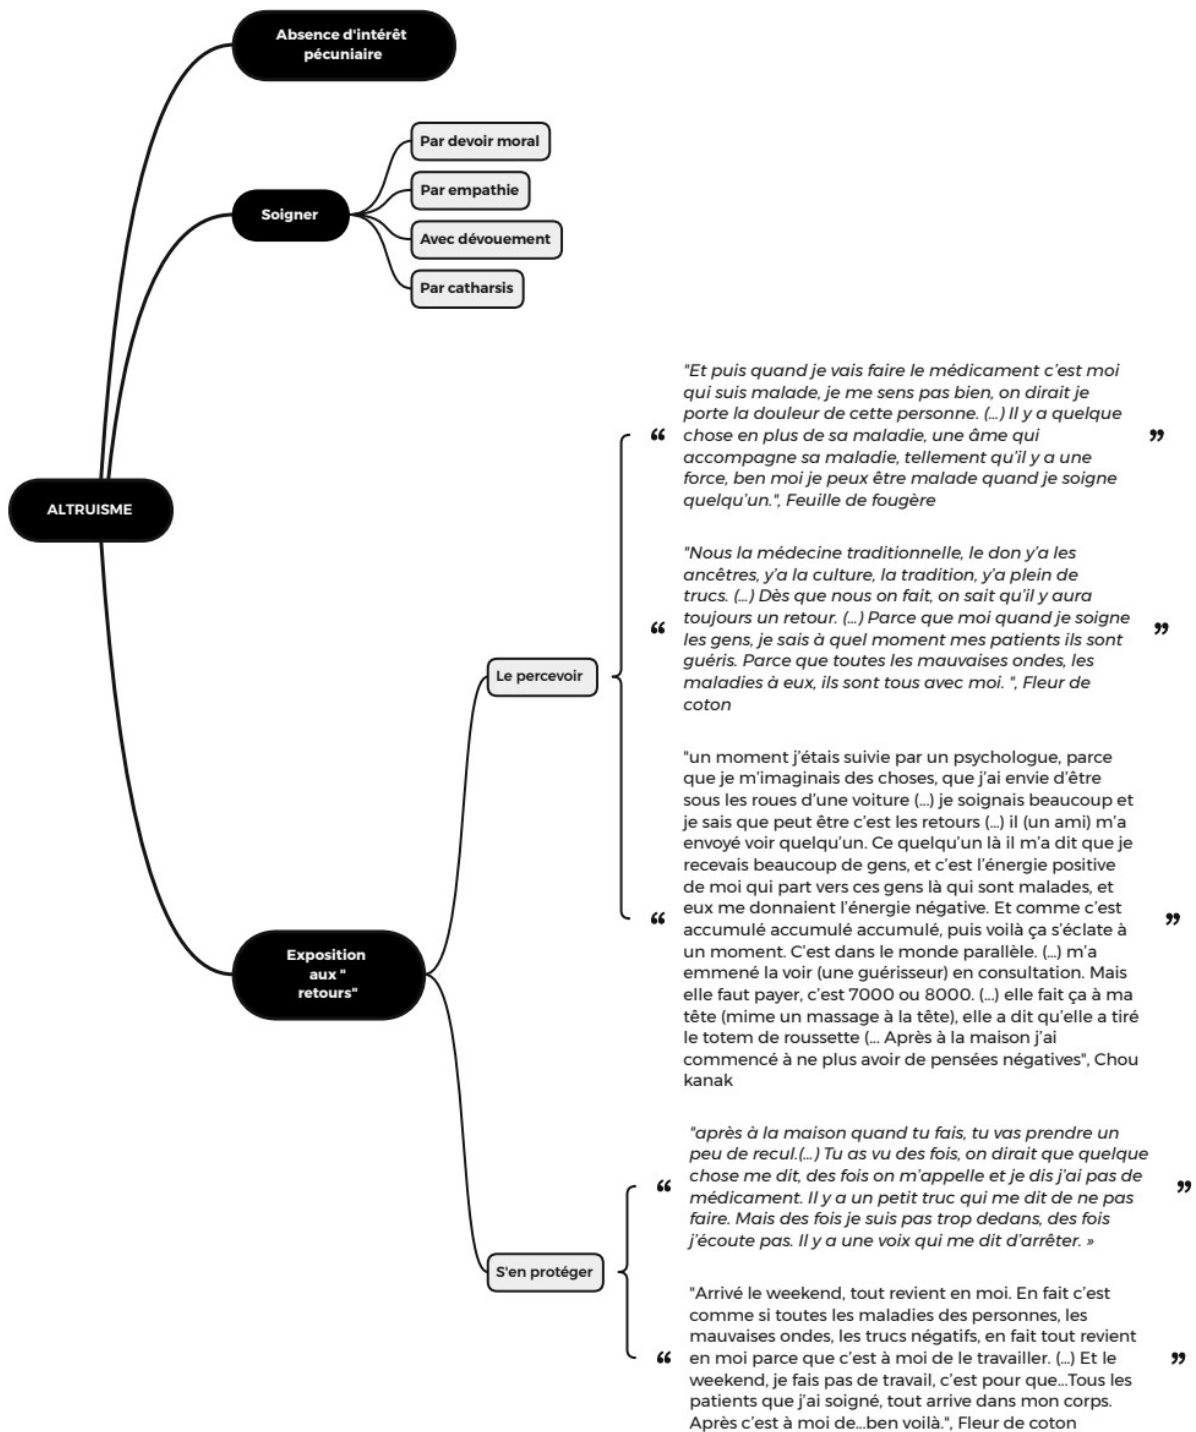 Absence d'intérêt
pécuniaire
Par devoir moral
Par empathie
Soigner
Avec dévouement
Par catharsis
"Et puis quand je vais faire le médicament c'est moi
qui suis malade, je me sens pas bien, on dirait je
porte la douleur de cette personne. (...) Il y a quelque
“ chose en plus de sa maladie, une âme qui ”
accompagne sa maladie, tellement qu'il y a une
force, ben moi je peux être malade quand je soigne
quelqu'un.", Feuille de fougère
ALTRUISME
"Nous la médecine traditionnelle, le don y'a les
ancêtres, y'a la culture, la tradition, y'a plein de
trucs. (...) Dès que nous on fait, on sait qu'il y aura
toujours un retour. (...) Parce que moi quand je soigne
“ les gens, je sais à quel moment mes patients ils sont ”
guéris. Parce que toutes les mauvaises ondes, les
maladies à eux, ils sont tous avec moi. ", Fleur de
coton
Le percevoir
"un moment j'étais suivie par un psychologue, parce
que je m'imaginais des choses, que j'ai envie d'être
sous les roues d'une voiture (...) je soignais beaucoup et
je sais que peut être c'est les retours (...) il (un ami) m'a
envoyé voir quelqu'un. Ce quelqu'un là il m'a dit que je
recevais beaucoup de gens, et c'est l'énergie positive
de moi qui part vers ces gens là qui sont malades, et
“ eux me donnaient l'énergie négative. Et comme c'est ”
accumulé accumulé accumulé, puis voilà ça s'éclate à
un moment. C'est dans le monde parallèle. (...) m'a
emmené la voir (une guérisseur) en consultation. Mais
elle faut payer, c'est 7000 ou 8000. (...) elle fait ça à ma
tête (mime un massage à la tête), elle a dit qu'elle a tiré
le totem de roussette (... Après à la maison j'ai
commencé à ne plus avoir de pensées négatives", Chou
kanak
Exposition
aux "
retours"
"après à la maison quand tu fais, tu vas prendre un
peu de recul.(...) Tu as vu des fois, on dirait que quelque
chose me dit, des fois on m'appelle et je dis j'ai pas de
“ médicament. Il y a un petit truc qui me dit de ne pas ”
faire. Mais des fois je suis pas trop dedans, des fois
j'écoute pas. Il y a une voix qui me dit d'arrêter. »
S'en protéger
"Arrivé le weekend, tout revient en moi. En fait c'est
comme si toutes les maladies des personnes, les
mauvaises ondes, les trucs négatifs, en fait tout revient
“ en moi parce que c'est à moi de le travailler. (...) Et le ”
weekend, je fais pas de travail, c'est pour que...Tous les
patients que j'ai soigné, tout arrive dans mon corps.
Après c'est à moi de...ben voilà.", Fleur de coton